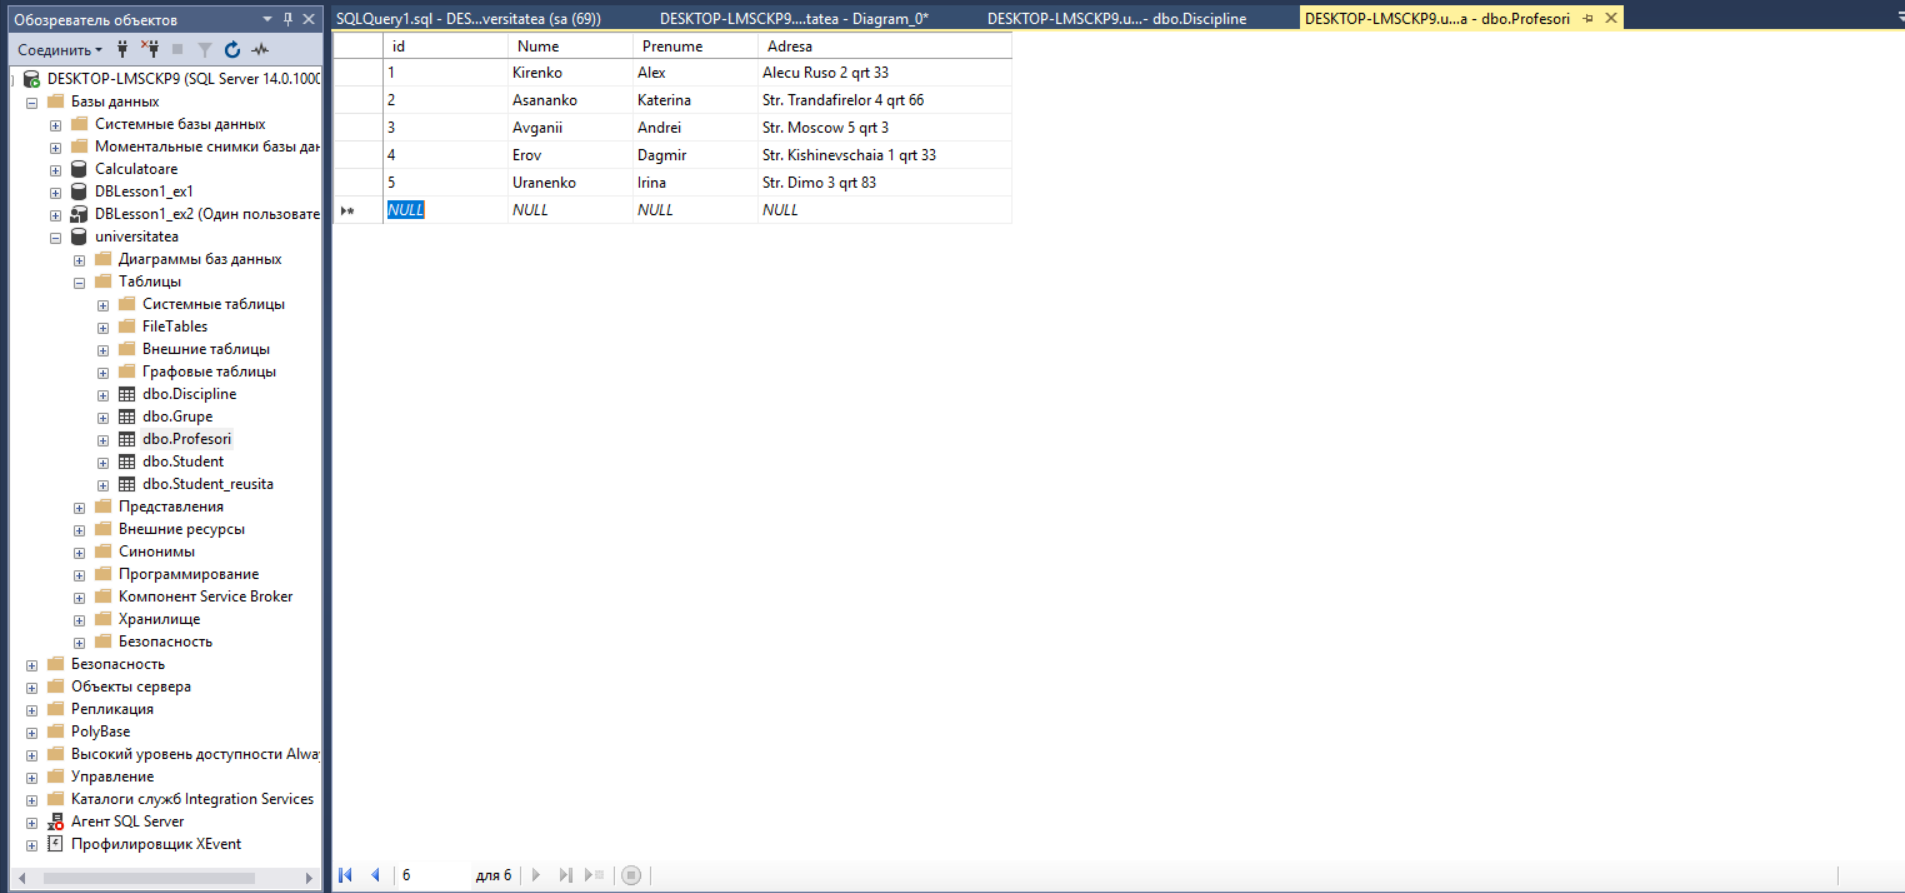 Обозреватель объектов
Соединить
DESKTOP-LMSCKP9 (SQL Server 14.0.100
Базы данных
Системные базы данных
Моментальные снимки базы дан
Calculatoare
DBLesson1_ex1
DBLesson1_ex2 (Один пользовате
universitatea
Диаграммы баз данных
Таблицы
Системные таблицы
FileTables
Внешние таблицы
Графовые таблицы
dbo.Discipline
dbo.Grupe
dbo.Profesori
dbo.Student
dbo.Student_reusita
Представления
Внешние ресурсы
Синонимы
Программирование
Компонент Service Broker
Хранилище
Безопасность
Безопасность
Объекты сервера
Репликация
PolyBase
Высокий уровень доступности Alwa
Управление
Каталоги служб Integration Services
Агент SQL Server
Профилировщик XEvent
SQLQuery1.sql - DES...versitatea (sa (69)) DESKTOP-LMSCKP9....tatea - Diagram_0* DESKTOP-LMSCKP9.u...- dbo.Discipline DESKTOP-LMSCKP9.u...a - dbo.Profesori
id Nume Prenume Adresa
1 Kirenko Alex Alecu Ruso 2 qrt 33
2 Asananko Katerina Str. Trandafirelor 4 qrt 66
3 Avganii Andrei Str. Moscow 5 qrt 3
4 Erov Dagmir Str. Kishinevschaia 1 qrt 33
5 Uranenko Irina Str. Dimo 3 qrt 83
NULL NULL NULL NULL
6 для 6